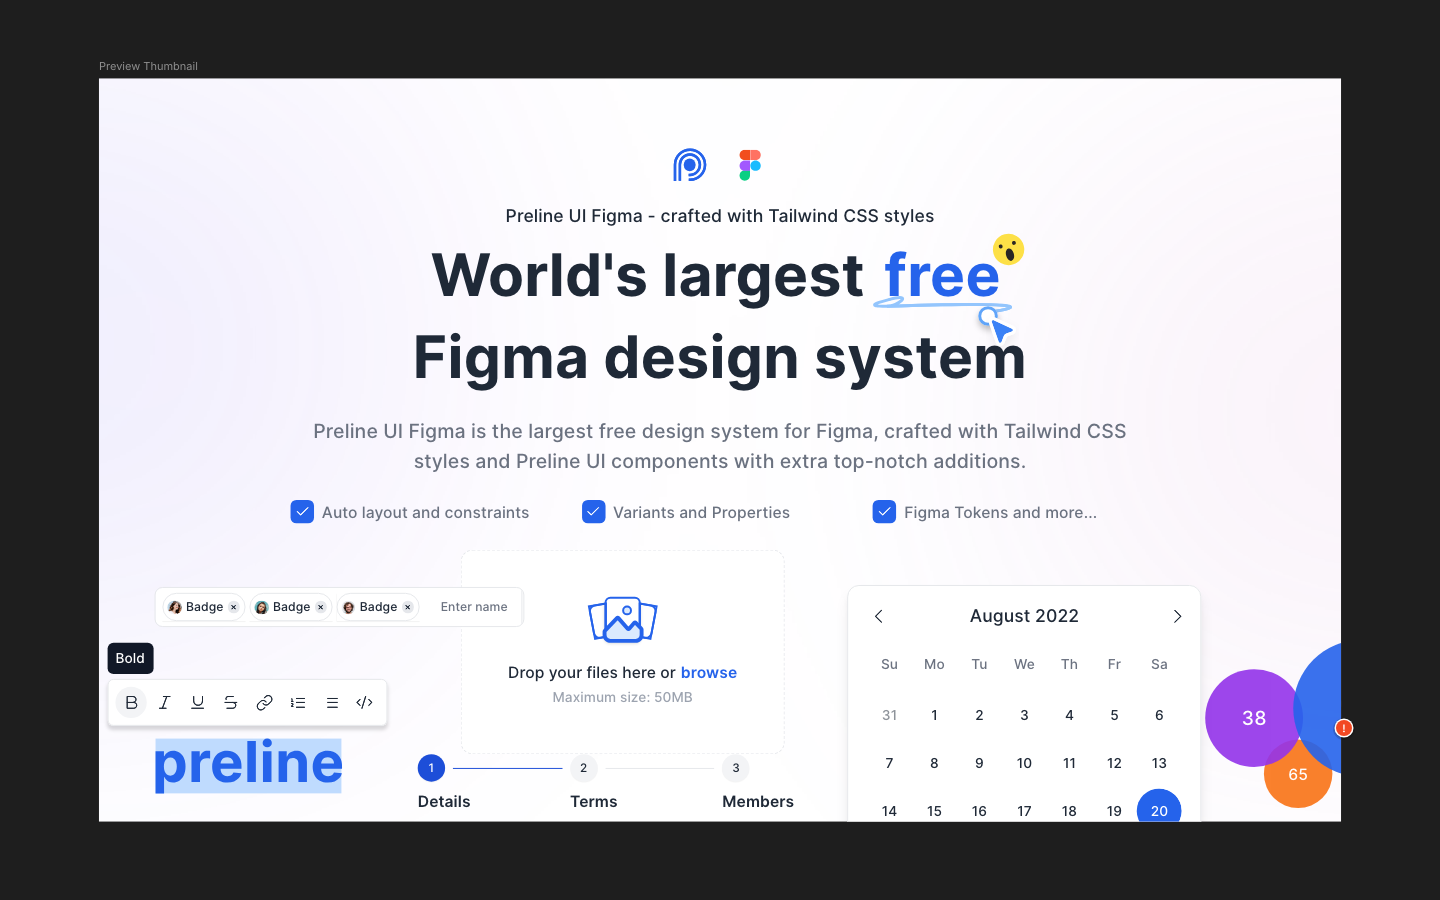 Preview Thumbnail
Preline UI Figma - crafted with Tailwind CSS styles
World's largest free
Figma design system
Preline UI Figma is the largest free design system for Figma, crafted with Tailwind CSS
styles and Preline UI components with extra top-notch additions.
Auto layout and constraints
Variants and Properties
Figma Tokens and more...
Badge Badge Badge Enter name
Bold
B I U S </>
preline
Drop your files here or browse
Maximum size: 50MB
1 2 3
Details Terms Members
August 2022
Su Mo Tu We Th Fr Sa
31 1 2 3 4 5 6
7 8 9 10 11 12 13
14 15 16 17 18 19 20
38
65
!